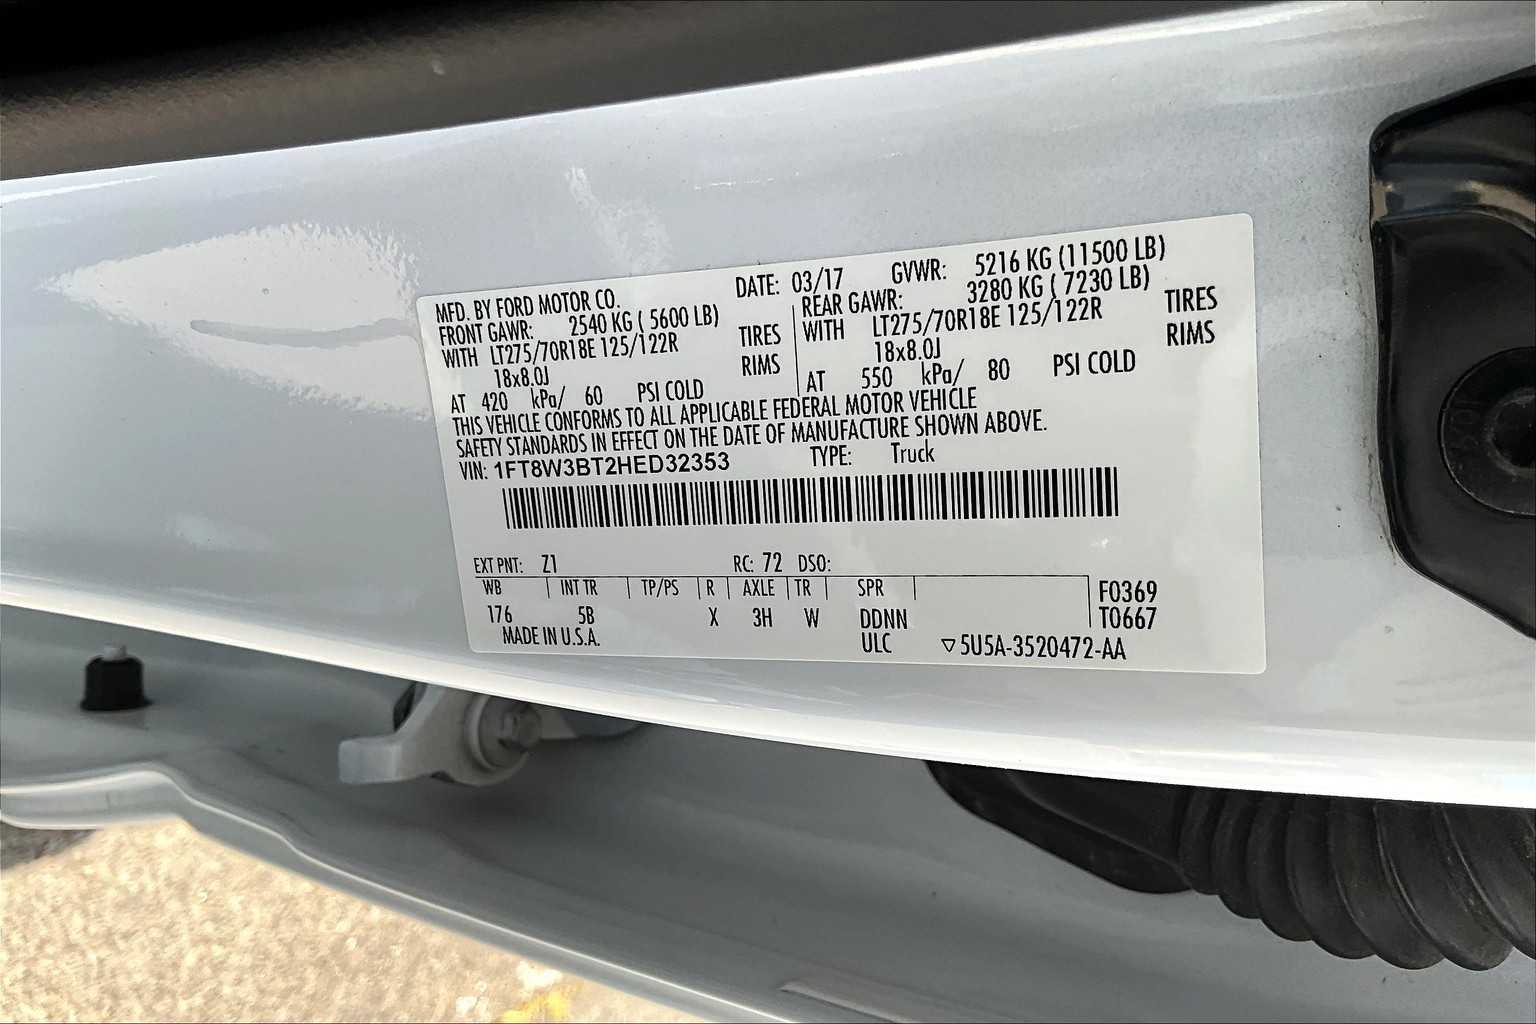 MFD. BY FORD MOTOR CO. DATE: 03/17 GVWR: 5216 KG (11500 LB)
FRONT GAWR: 2540 KG ( 5600 LB)
WITH LT275/70R18E 125/122R TIRES
18x8.0J RIMS
AT 420 kPa/ 60 PSI COLD
REAR GAWR: 3280 KG ( 7230 LB)
WITH LT275/70R18E 125/122R TIRES
18x8.0J RIMS
AT 550 kPa/ 80 PSI COLD
THIS VEHICLE CONFORMS TO ALL APPLICABLE FEDERAL MOTOR VEHICLE
SAFETY STANDARDS IN EFFECT ON THE DATE OF MANUFACTURE SHOWN ABOVE.
VIN: 1FT8W3BT2HED32353 TYPE: Truck
EXT PNT: Z1 RC: 72 DSO:
WB INT TR TP/PS R AXLE TR SPR F0369
176 5B X 3H W DDNN T0667
MADE IN U.S.A. ULC ▽5U5A-3520472-AA